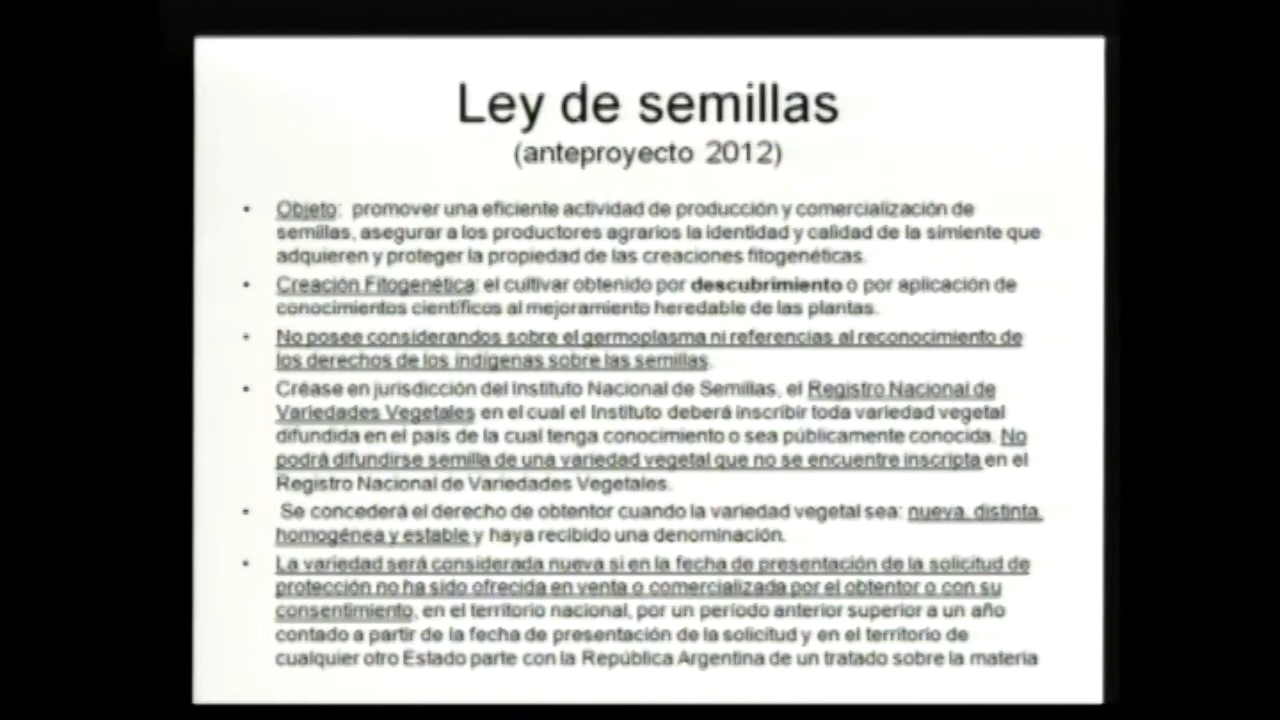 Ley de semillas
(anteproyecto 2012)
• Objeto: promover una eficiente actividad de producción y comercialización de
semillas, asegurar a los productores agrarios la identidad y calidad de la simiente que
adquieren y proteger la propiedad de las creaciones fitogenéticas.
• Creación Fitogenética: el cultivar obtenido por descubrimiento o por aplicación de
conocimientos científicos al mejoramiento heredable de las plantas.
• No posee considerandos sobre el germoplasma ni referencias al reconocimiento de
los derechos de los indígenas sobre las semillas.
• Créase en jurisdicción del Instituto Nacional de Semillas, el Registro Nacional de
Variedades Vegetales en el cual el Instituto deberá inscribir toda variedad vegetal
difundida en el país de la cual tenga conocimiento o sea públicamente conocida. No
podrá difundirse semilla de una variedad vegetal que no se encuentre inscripta en el
Registro Nacional de Variedades Vegetales.
• Se concederá el derecho de obtentor cuando la variedad vegetal sea: nueva, distinta,
homogénea y estable y haya recibido una denominación.
• La variedad será considerada nueva si en la fecha de presentación de la solicitud de
protección no ha sido ofrecida en venta o comercializada por el obtentor o con su
consentimiento, en el territorio nacional, por un período anterior superior a un año
contado a partir de la fecha de presentación de la solicitud y en el territorio de
cualquier otro Estado parte con la República Argentina de un tratado sobre la materia